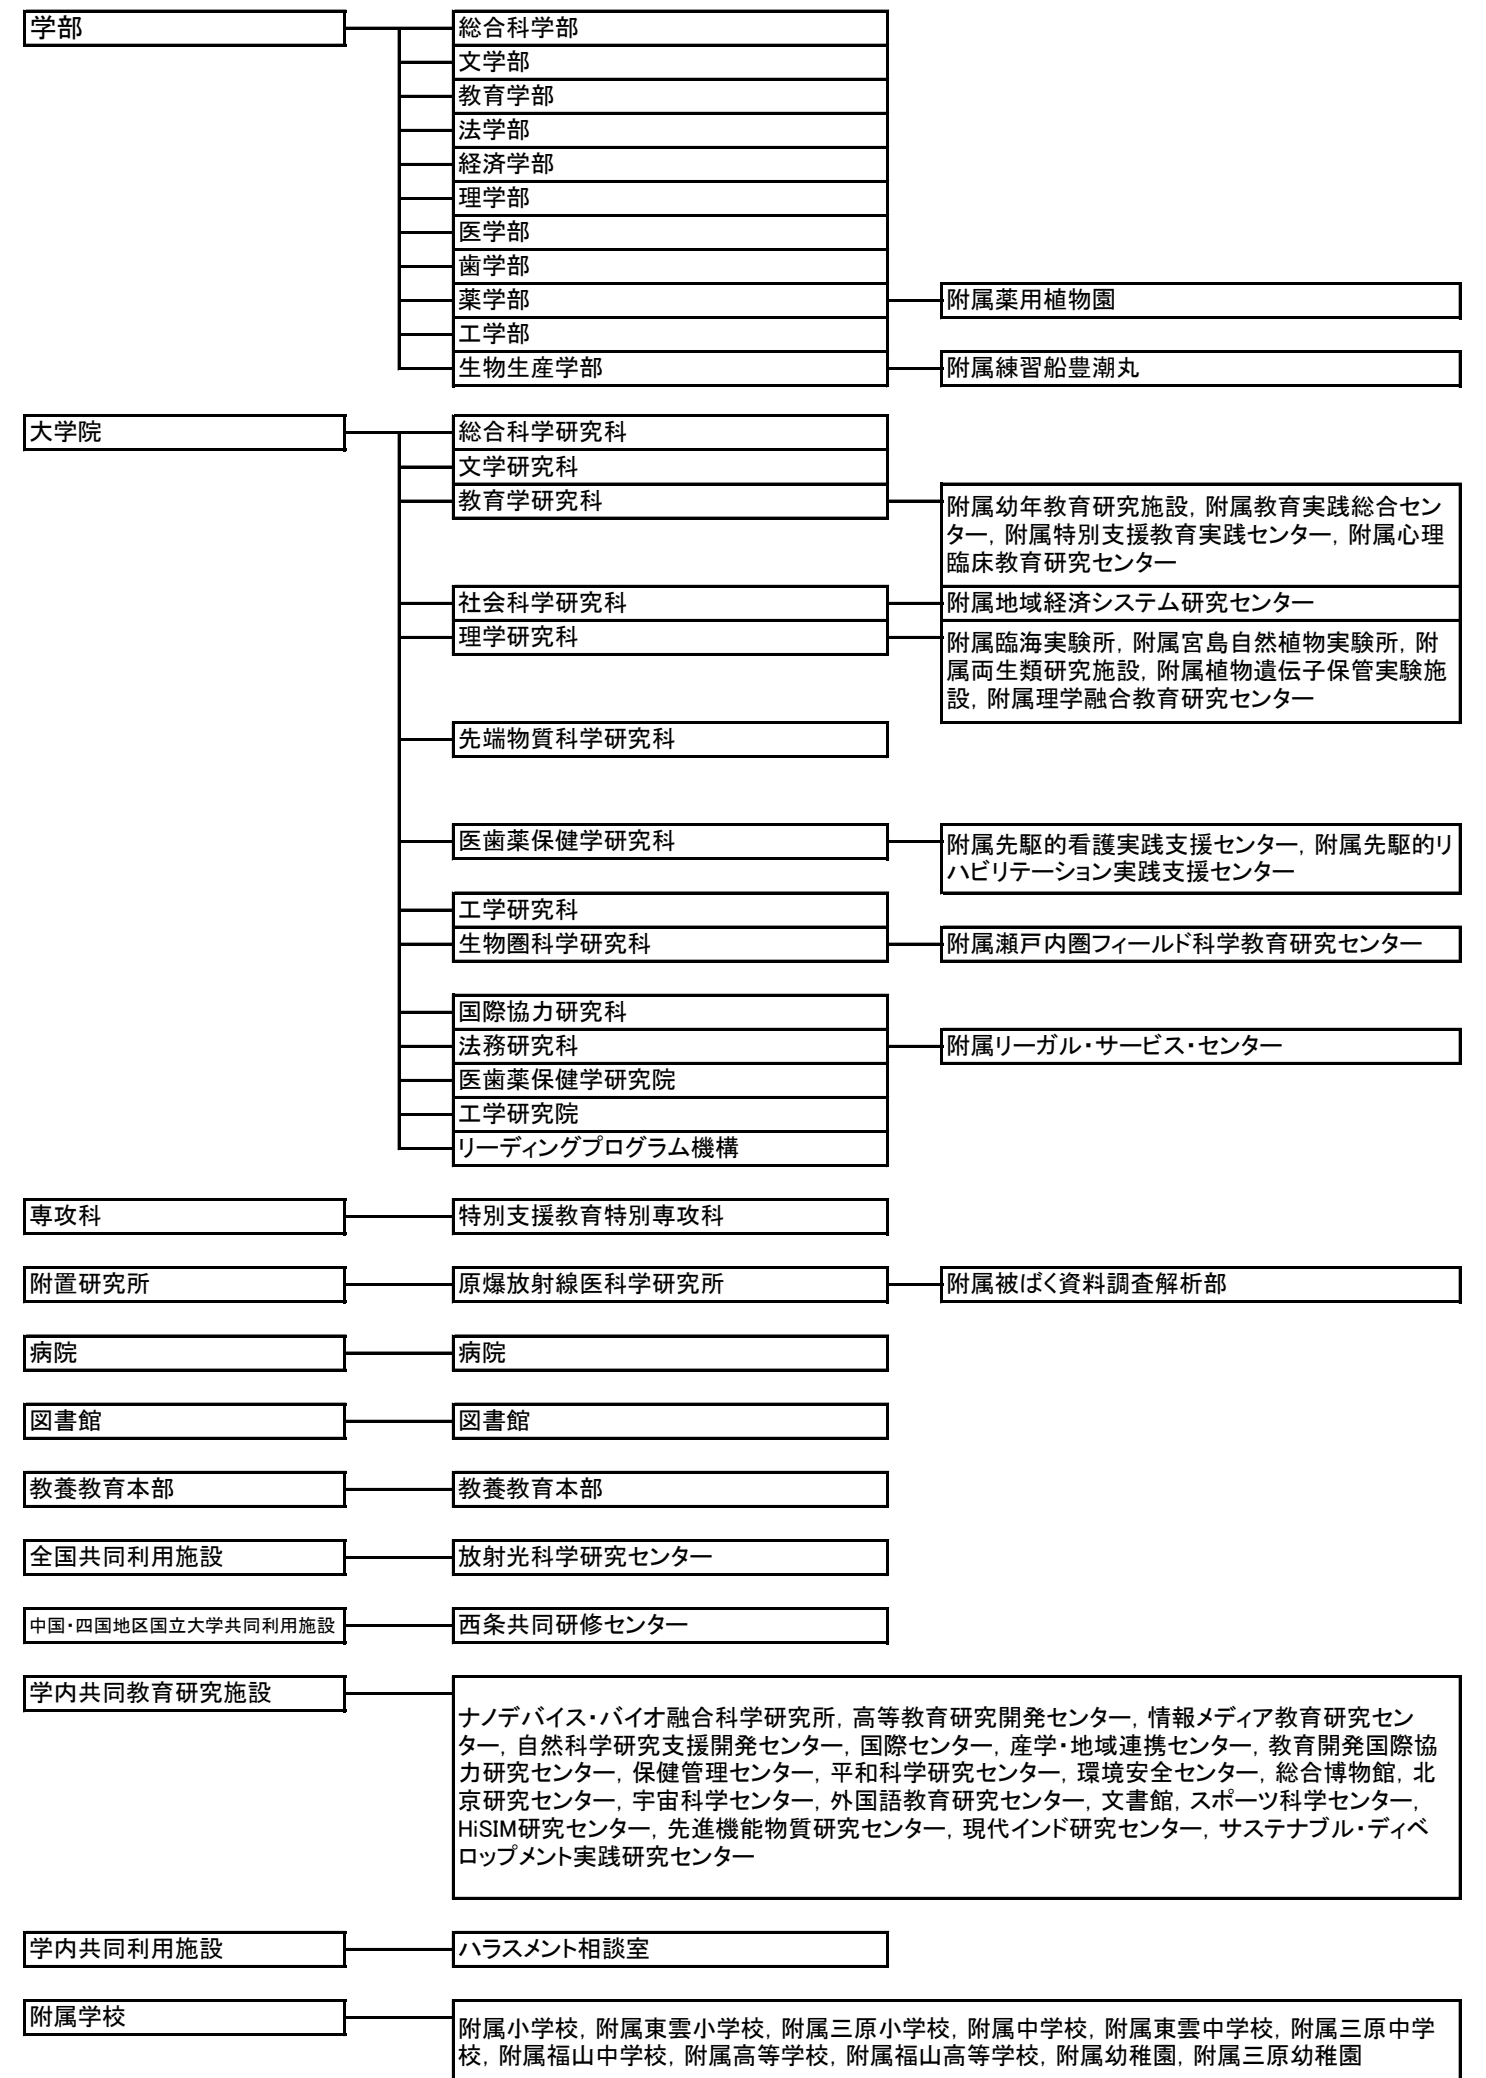 学部
総合科学部
文学部
教育学部
法学部
経済学部
理学部
医学部
歯学部
薬学部
附属薬用植物園
工学部
生物生産学部
附属練習船豊潮丸
大学院
総合科学研究科
文学研究科
教育学研究科
附属幼年教育研究施設, 附属教育実践総合セン
ター, 附属特別支援教育実践センター, 附属心理
臨床教育研究センター
社会科学研究科
附属地域経済システム研究センター
理学研究科
附属臨海実験所, 附属宮島自然植物実験所, 附
属両生類研究施設, 附属植物遺伝子保管実験施
設, 附属理学融合教育研究センター
先端物質科学研究科
医歯薬保健学研究科
附属先駆的看護実践支援センター, 附属先駆的リ
ハビリテーション実践支援センター
工学研究科
生物圏科学研究科
附属瀬戸内圏フィールド科学教育研究センター
国際協力研究科
法務研究科
附属リーガル・サービス・センター
医歯薬保健学研究院
工学研究院
リーディングプログラム機構
専攻科
特別支援教育特別専攻科
附置研究所
原爆放射線医科学研究所
附属被ばく資料調査解析部
病院
病院
図書館
図書館
教養教育本部
教養教育本部
全国共同利用施設
放射光科学研究センター
中国・四国地区国立大学共同利用施設
西条共同研修センター
学内共同教育研究施設
ナノデバイス・バイオ融合科学研究所, 高等教育研究開発センター, 情報メディア教育研究セン
ター, 自然科学研究支援開発センター, 国際センター, 産学・地域連携センター, 教育開発国際協
力研究センター, 保健管理センター, 平和科学研究センター, 環境安全センター, 総合博物館, 北
京研究センター, 宇宙科学センター, 外国語教育研究センター, 文書館, スポーツ科学センター,
HiSIM研究センター, 先進機能物質研究センター, 現代インド研究センター, サステナブル・ディベ
ロップメント実践研究センター
学内共同利用施設
ハラスメント相談室
附属学校
附属小学校, 附属東雲小学校, 附属三原小学校, 附属中学校, 附属東雲中学校, 附属三原中学
校, 附属福山中学校, 附属高等学校, 附属福山高等学校, 附属幼稚園, 附属三原幼稚園